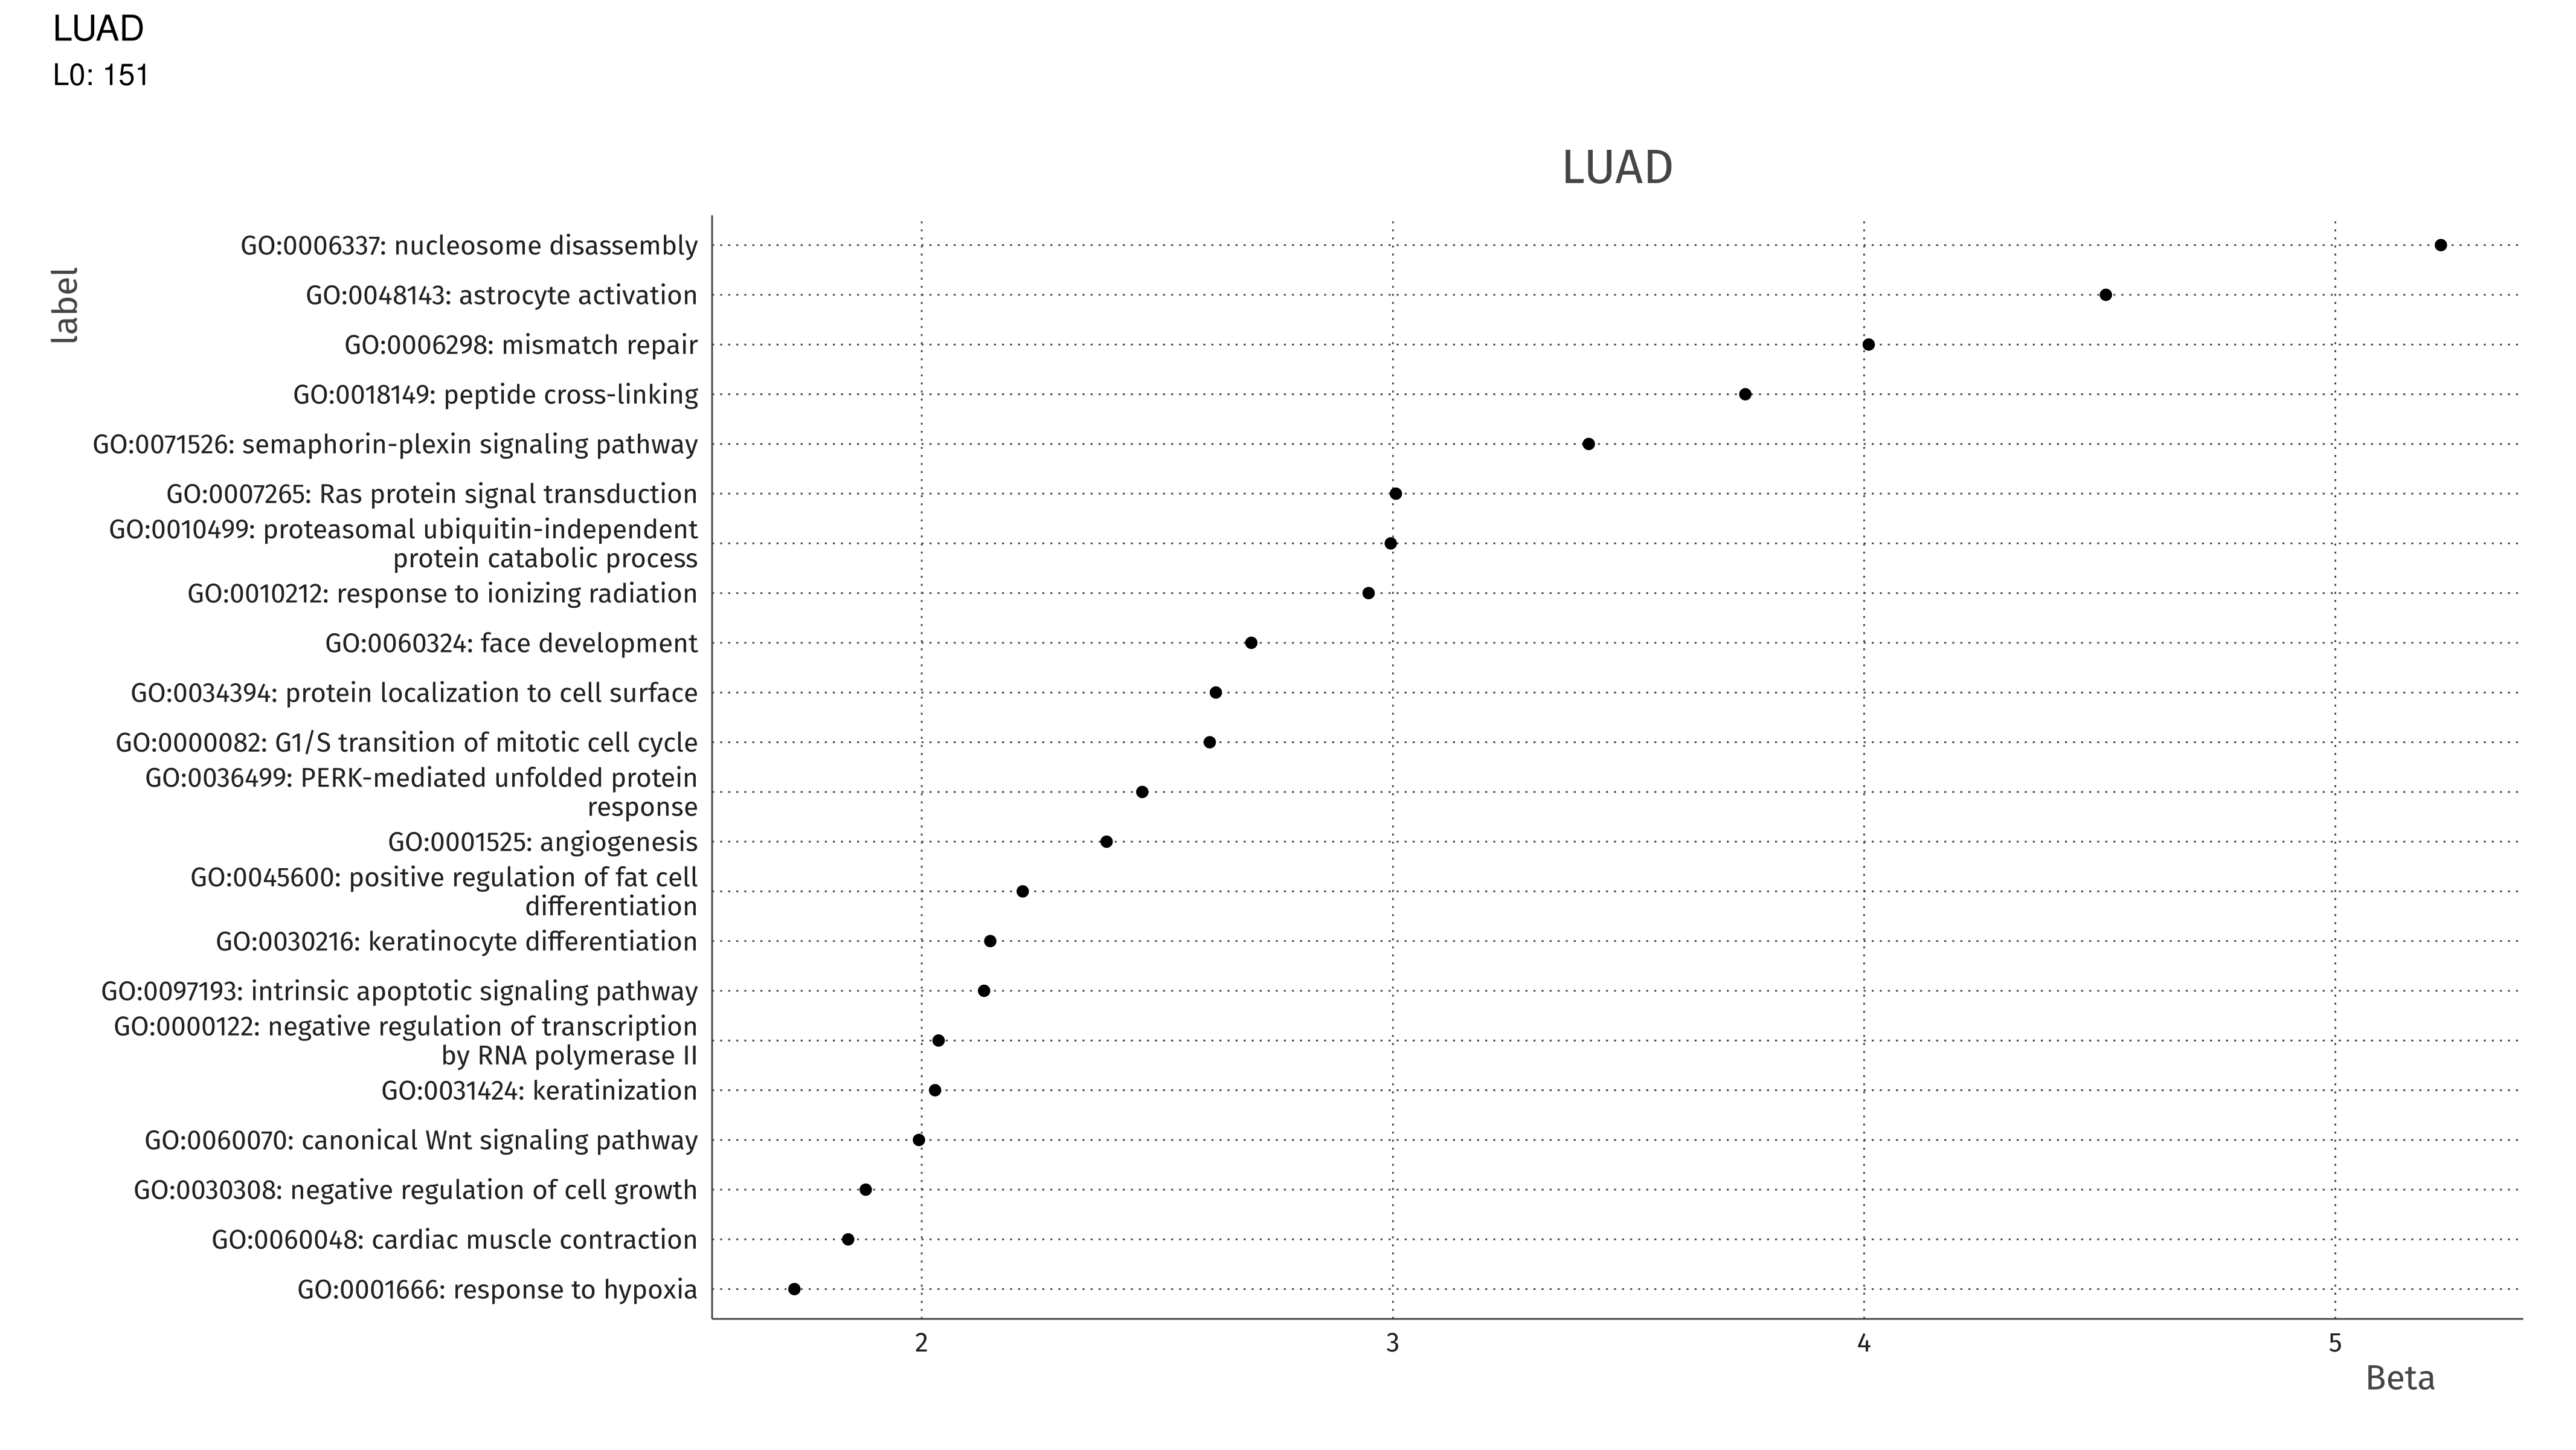 LUAD
L0: 151
LUAD
label
GO:0006337: nucleosome disassembly
GO:0048143: astrocyte activation
GO:0006298: mismatch repair
GO:0018149: peptide cross-linking
GO:0071526: semaphorin-plexin signaling pathway
GO:0007265: Ras protein signal transduction
GO:0010499: proteasomal ubiquitin-independent
protein catabolic process
GO:0010212: response to ionizing radiation
GO:0060324: face development
GO:0034394: protein localization to cell surface
GO:0000082: G1/S transition of mitotic cell cycle
GO:0036499: PERK-mediated unfolded protein
response
GO:0001525: angiogenesis
GO:0045600: positive regulation of fat cell
differentiation
GO:0030216: keratinocyte differentiation
GO:0097193: intrinsic apoptotic signaling pathway
GO:0000122: negative regulation of transcription
by RNA polymerase II
GO:0031424: keratinization
GO:0060070: canonical Wnt signaling pathway
GO:0030308: negative regulation of cell growth
GO:0060048: cardiac muscle contraction
GO:0001666: response to hypoxia
2 3 4 5
Beta